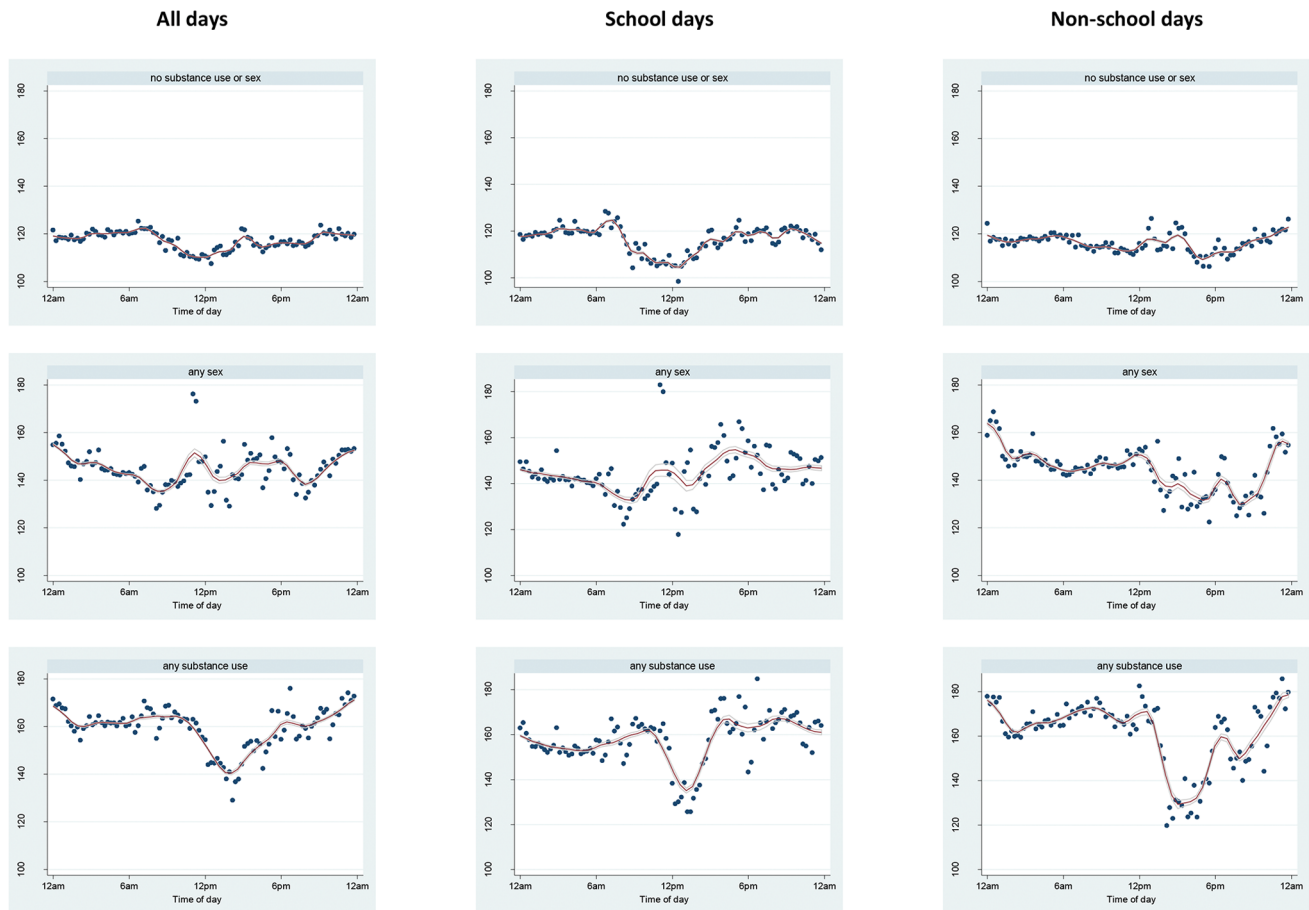 All days School days Non-school days
no substance use or sex no substance use or sex no substance use or sex
180 180 180
160 160 160
140 140 140
120 120 120
100 100 100
12am 6am 12pm 6pm 12am 12am 6am 12pm 6pm 12am 12am 6am 12pm 6pm 12am
Time of day Time of day Time of day
any sex any sex any sex
180 180 180
160 160 160
140 140 140
120 120 120
100 100 100
12am 6am 12pm 6pm 12am 12am 6am 12pm 6pm 12am 12am 6am 12pm 6pm 12am
Time of day Time of day Time of day
any substance use any substance use any substance use
180 180 180
160 160 160
140 140 140
120 120 120
100 100 100
12am 6am 12pm 6pm 12am 12am 6am 12pm 6pm 12am 12am 6am 12pm 6pm 12am
Time of day Time of day Time of day